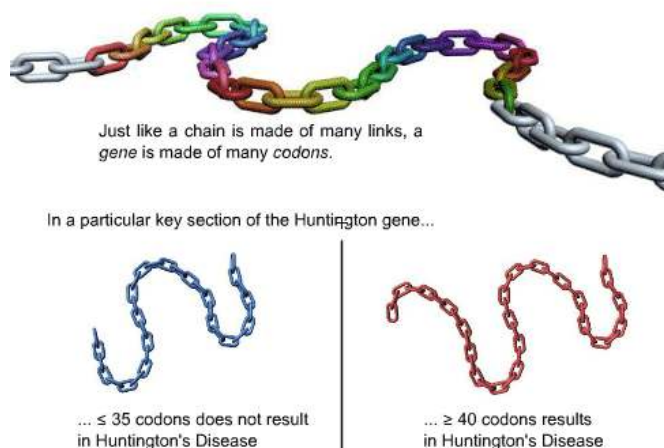 Just like a chain is made of many links, a
gene is made of many codons.
In a particular key section of the Huntington gene...
... ≤ 35 codons does not result
in Huntington's Disease
... ≥ 40 codons results
in Huntington's Disease